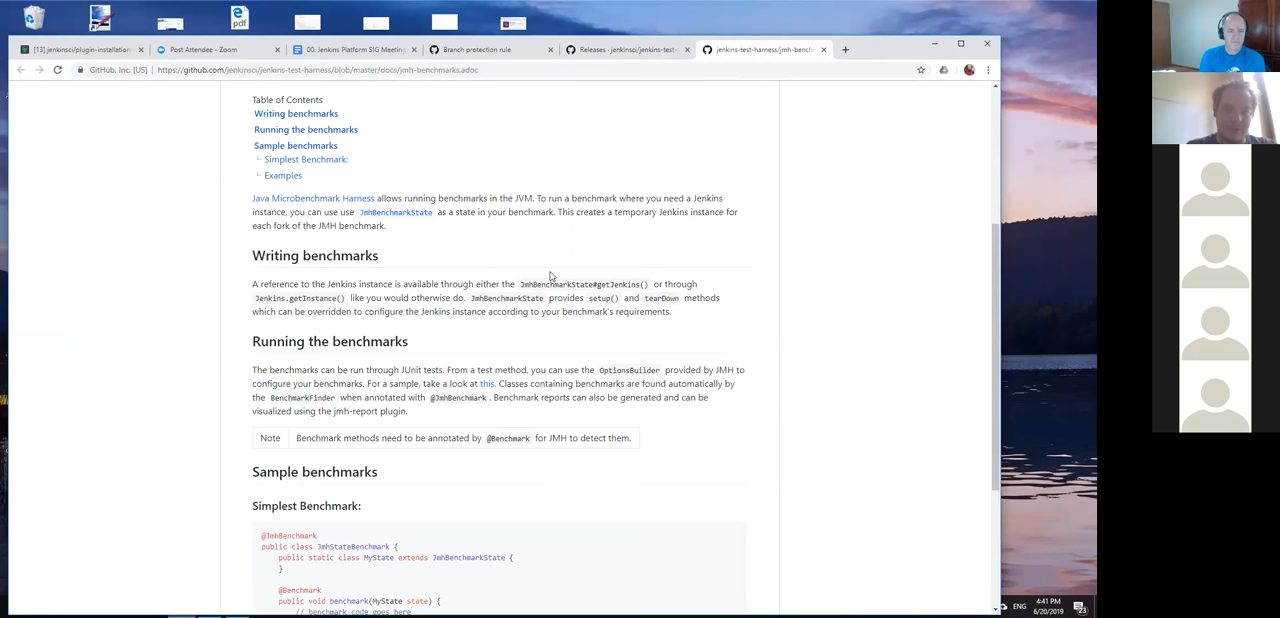 pdf
[13] jenkinsci/plugin-installation
Post Attendee - Zoom
00. Jenkins Platform SIG Meeting
Branch protection rule
Releases · jenkinsci/jenkins-test-
jenkins-test-harness/jmh-bench
GitHub, Inc. [US]
https://github.com/jenkinsci/jenkins-test-harness/blob/master/docs/jmh-benchmarks.adoc
Table of Contents
Writing benchmarks
Running the benchmarks
Sample benchmarks
Simplest Benchmark:
Examples
Java Microbenchmark Harness allows running benchmarks in the JVM. To run a benchmark where you need a Jenkins
instance, you can use use JmhBenchmarkState as a state in your benchmark. This creates a temporary Jenkins instance for
each fork of the JMH benchmark.
Writing benchmarks
A reference to the Jenkins instance is available through either the JmhBenchmarkState#getJenkins() or through
Jenkins.getInstance() like you would otherwise do. JmhBenchmarkState provides setup() and tearDown methods
which can be overridden to configure the Jenkins instance according to your benchmark's requirements.
Running the benchmarks
The benchmarks can be run through JUnit tests. From a test method, you can use the OptionsBuilder provided by JMH to
configure your benchmarks. For a sample, take a look at this. Classes containing benchmarks are found automatically by
the BenchmarkFinder when annotated with @JmhBenchmark. Benchmark reports can also be generated and can be
visualized using the jmh-report plugin.
Note Benchmark methods need to be annotated by @Benchmark for JMH to detect them.
Sample benchmarks
Simplest Benchmark:
@JmhBenchmark
public class JmhStateBenchmark {
public static class MyState extends JmhBenchmarkState {
}
@Benchmark
public void benchmark(MyState state) {
// benchmark code goes here
ENG
4:41 PM
6/20/2019
23